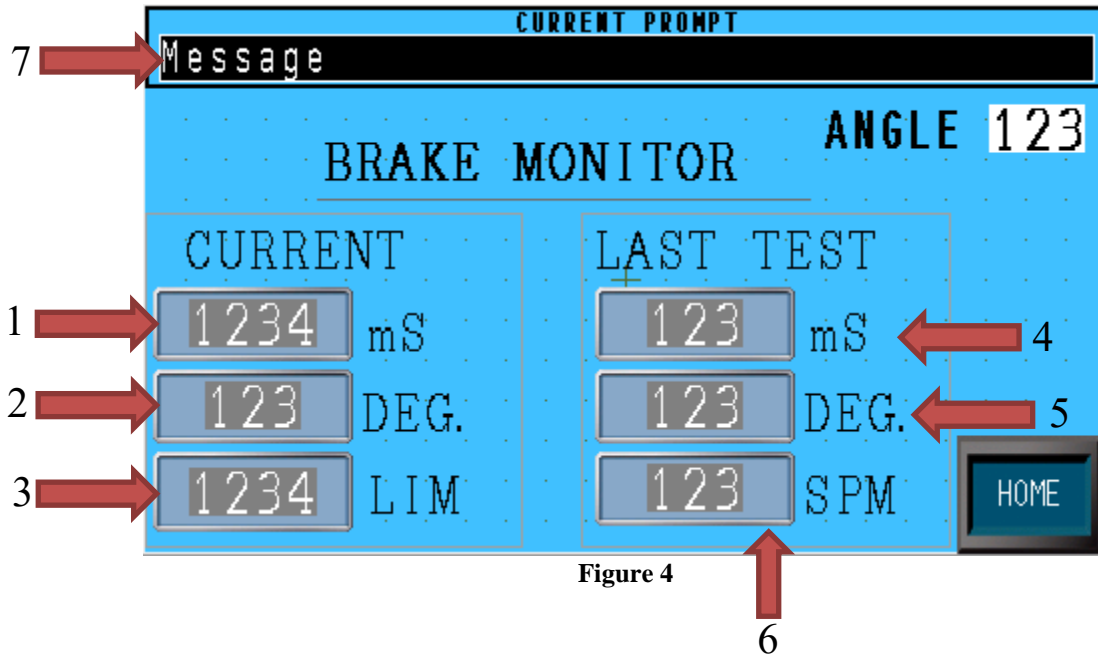 CURRENT PROMPT
7 Message
ANGLE 123
BRAKE MONITOR
CURRENT LAST TEST
1 1234 mS 123 mS 4
2 123 DEG. 123 DEG. 5
3 1234 LIM 123 SPM HOME
Figure 4
6